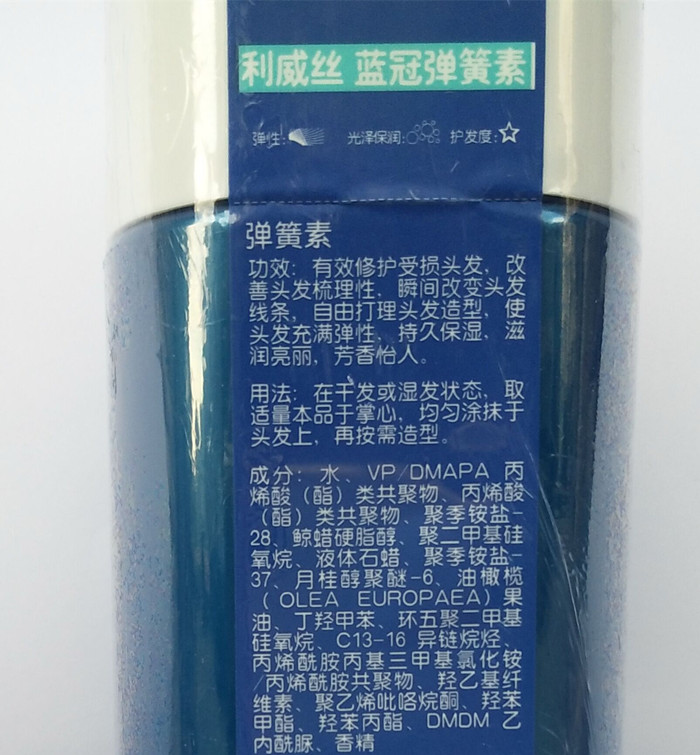 利威丝 蓝冠弹簧素
弹性: 光泽保润: 护发度:
弹簧素
功效: 有效修护受损头发, 改
善头发梳理性, 瞬间改变头发
线条, 自由打理头发造型, 使
头发充满弹性, 持久保湿, 滋
润亮丽, 芳香怡人。
用法: 在干发或湿发状态, 取
适量本品于掌心, 均匀涂抹于
头发上, 再按需造型。
成分: 水、VP/DMAPA 丙
烯酸（酯）类共聚物、丙烯酸
（酯）类共聚物、聚季铵盐-
28、鲸蜡硬脂醇、聚二甲基硅
氧烷、液体石蜡、聚季铵盐-
37、月桂醇聚醚-6、油橄榄
（OLEA EUROPAEA）果
油、丁羟甲苯、环五聚二甲基
硅氧烷、C13-16 异链烷烃、
丙烯酰胺丙基三甲基氯化铵
/丙烯酰胺共聚物、羟乙基纤
维素、聚乙烯吡咯烷酮、羟苯
甲酯、羟苯丙酯、DMDM 乙
内酰脲、香精